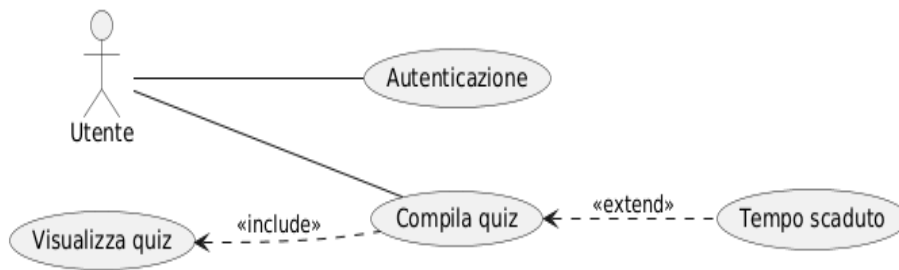 Autenticazione
Utente
«include»
«extend»
Visualizza quiz
Compila quiz
Tempo scaduto